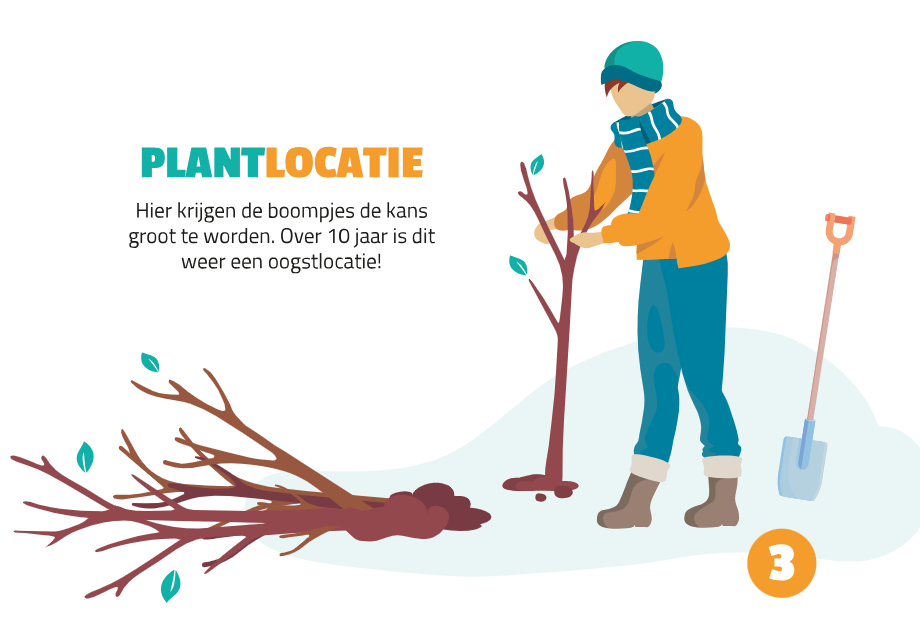 PLANTLOCATIE
Hier krijgen de boompjes de kans
groot te worden. Over 10 jaar is dit
weer een oogstlocatie!
3